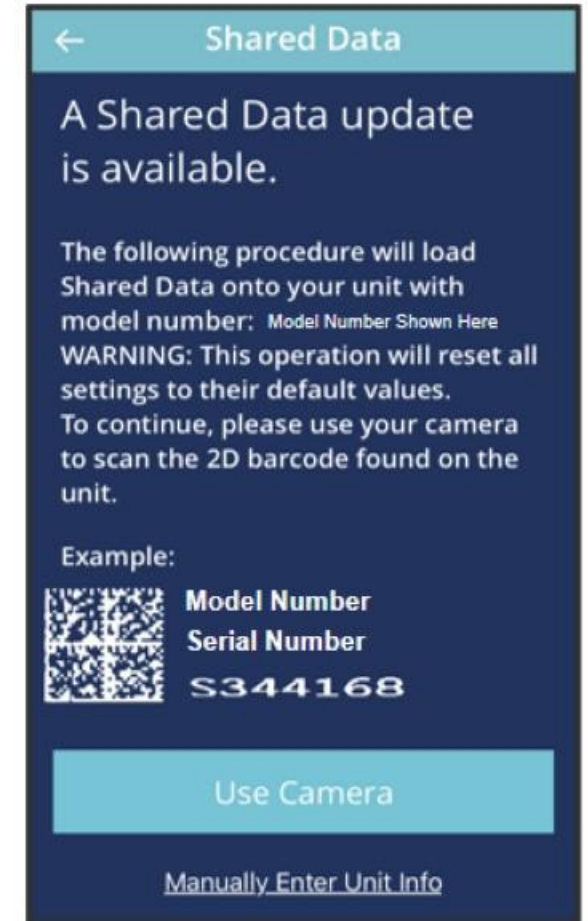 Shared Data
A Shared Data update
is available.
The following procedure will load
Shared Data onto your unit with
model number: Model Number Shown Here
WARNING: This operation will reset all
settings to their default values.
To continue, please use your camera
to scan the 2D barcode found on the
unit.
Example:
Model Number
Serial Number
S344168
Use Camera
Manually Enter Unit Info